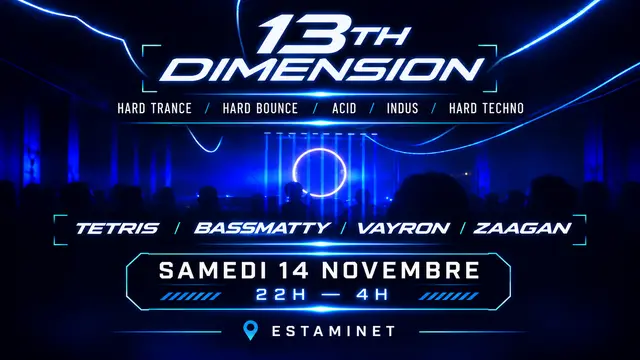 13TH
DIMENSION
HARD TRANCE / HARD BOUNCE / ACID / INDUS / HARD TECHNO
TETRIS / BASSMATTY / VAYRON / ZAAGAN
SAMEDI 14 NOVEMBRE
22H — 4H
ESTAMINET